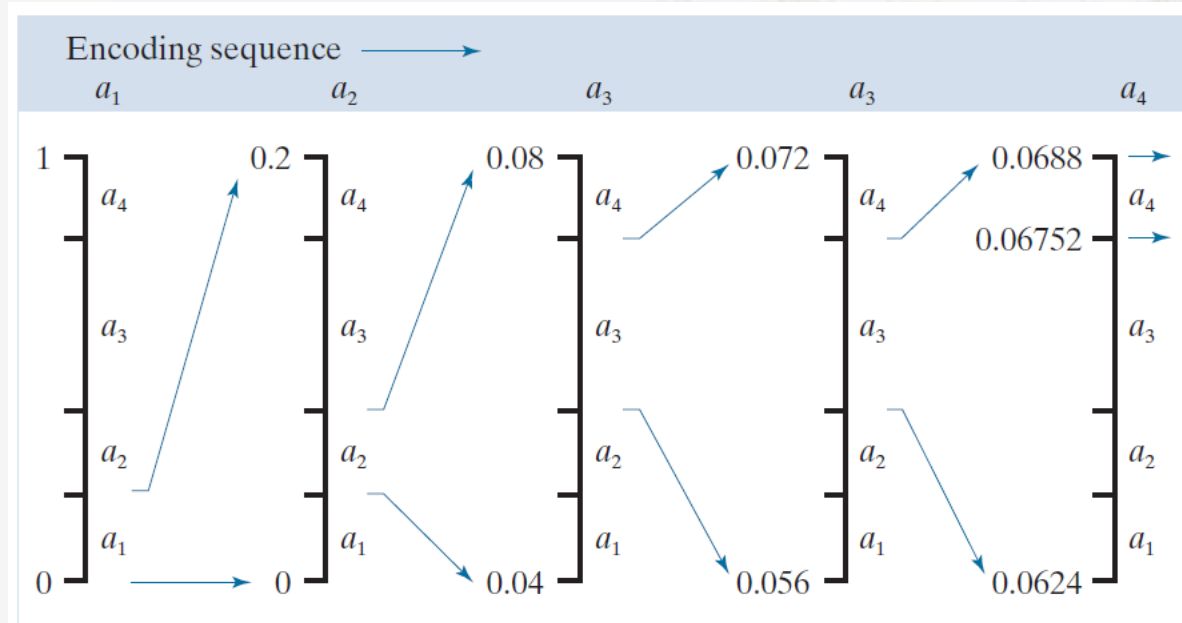 Encoding sequence
a₁ a₂ a₃ a₃ a₄
1 0.2 0.08 0.072 0.0688
a₄ a₄ a₄ a₄ a₄
0.06752
a₃ a₃ a₃ a₃ a₃
a₂ a₂ a₂ a₂ a₂
a₁ a₁ a₁ a₁ a₁
0 0 0.04 0.056 0.0624